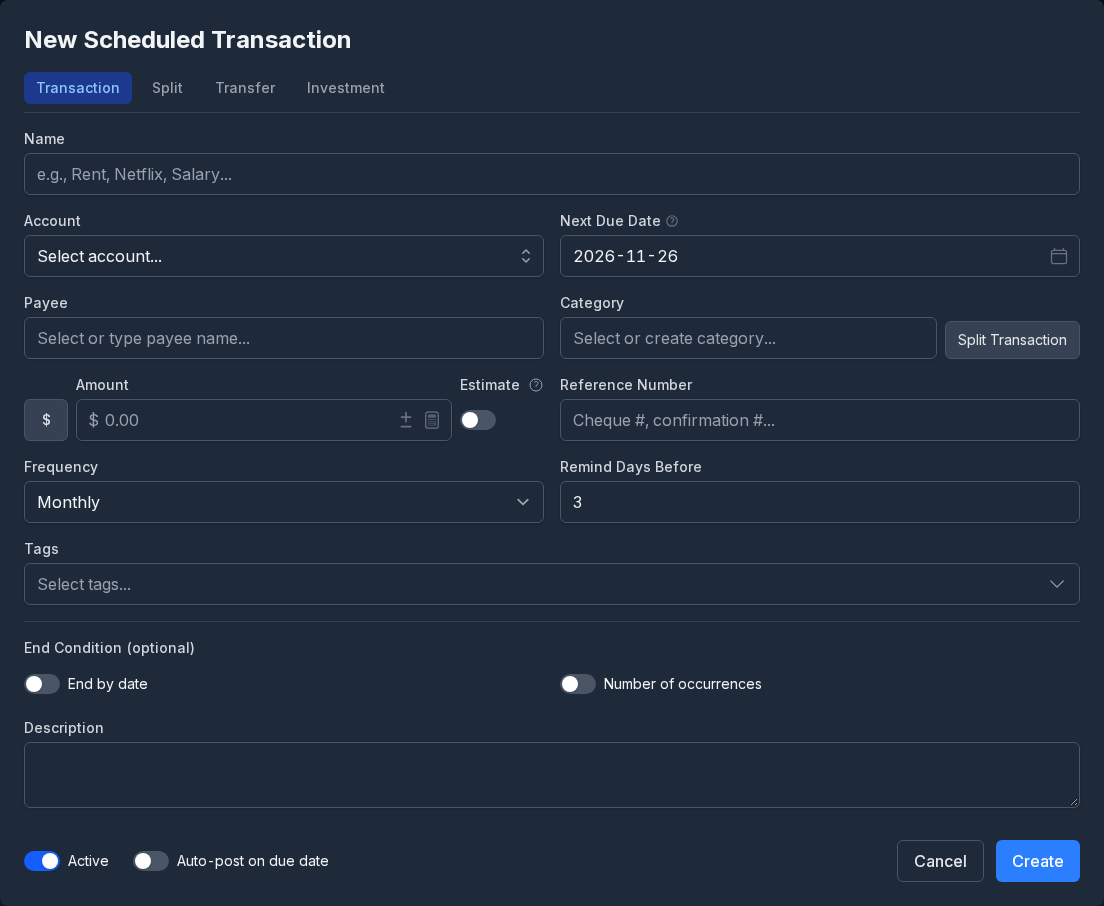 New Scheduled Transaction
Transaction Split Transfer Investment
Name
e.g., Rent, Netflix, Salary...
Account Next Due Date
Select account... 2026-11-26
Payee Category
Select or type payee name... Select or create category... Split Transaction
Amount Estimate Reference Number
$ $ 0.00 Cheque #, confirmation #...
Frequency Remind Days Before
Monthly 3
Tags
Select tags...
End Condition (optional)
End by date Number of occurrences
Description
Active Auto-post on due date Cancel Create